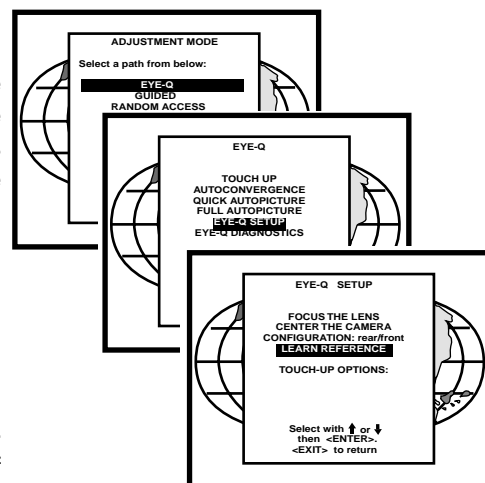 ADJUSTMENT MODE
Select a path from below:
EYE-Q
GUIDED
RANDOM ACCESS
EYE-Q
TOUCH UP
AUTOCONVERGENCE
QUICK AUTOPICTURE
FULL AUTOPICTURE
EYE-Q SETUP
EYE-Q DIAGNOSTICS
EYE-Q SETUP
FOCUS THE LENS
CENTER THE CAMERA
CONFIGURATION: rear/front
LEARN REFERENCE
TOUCH-UP OPTIONS:
Select with ↑ or ↓
then <ENTER>.
<EXIT> to return